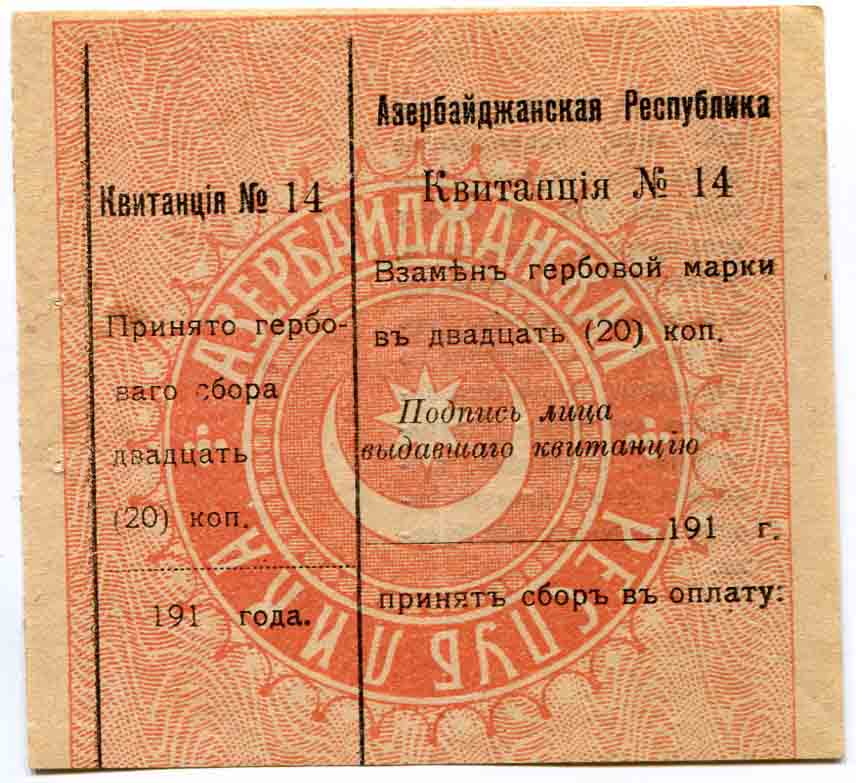 Квитанція № 14
Принято гербо-
ваго сбора
двадцать
(20) коп.
191 года.
Азербайджанская Республика
Квитанція № 14
Взамѣнъ гербовой марки
въ двадцать (20) коп.
Подпись лица
выдавшаго квитанцію
191 г.
принятъ сборъ въ оплату:
АЗЕРБАЙДЖАНСКАЯ
РЕСПУБЛИКА